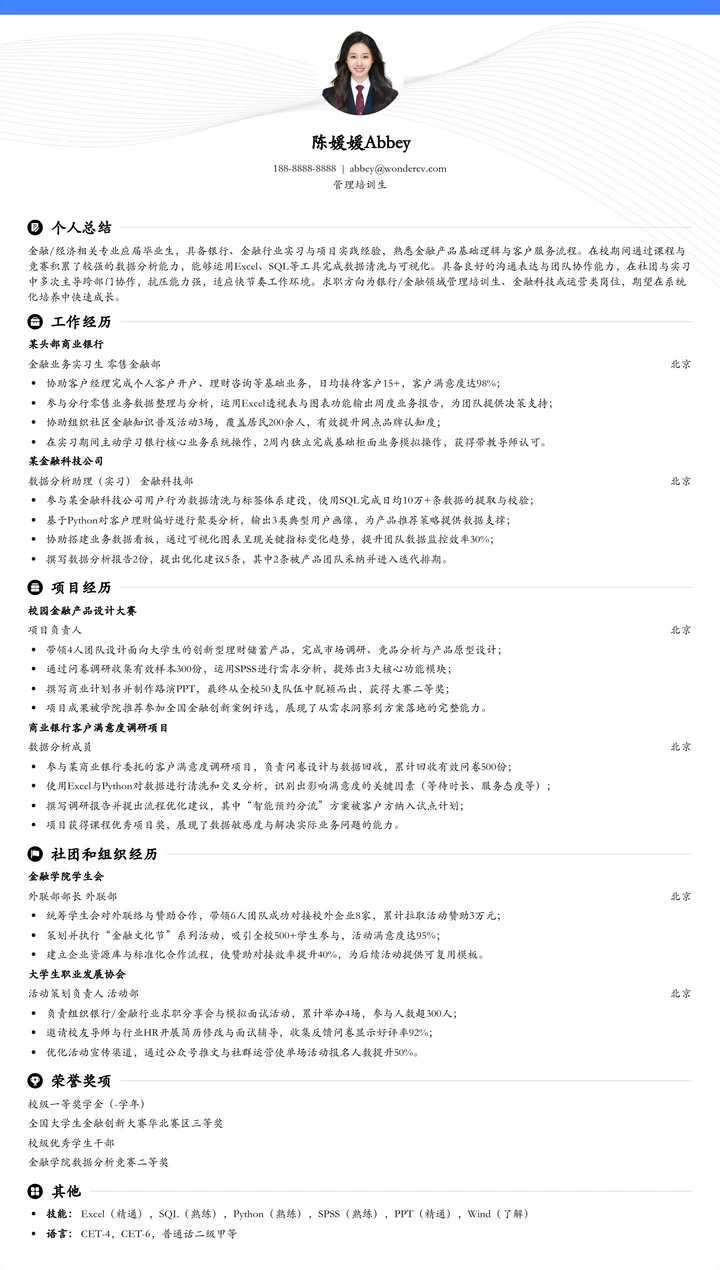 陈媛媛Abbey
188-8888-8888 | abbey@wondercv.com
管理培训生
个人总结
金融/经济相关专业应届毕业生，具备银行、金融行业实习与项目实践经验，熟悉金融产品基础逻辑与客户服务流程。在校期间通过课程与
竞赛积累了较强的数据分析能力，能够运用Excel、SQL等工具完成数据清洗与可视化。具备良好的沟通表达与团队协作能力，在社团与实习
中多次主导跨部门协作，抗压能力强，适应快节奏工作环境。求职方向为银行/金融领域管理培训生、金融科技或运营类岗位，期望在系统
化培养中快速成长。
工作经历
某头部商业银行
金融业务实习生 零售金融部 北京
• 协助客户经理完成个人客户开户、理财咨询等基础业务，日均接待客户15+，客户满意度达98%；
• 参与分行零售业务数据整理与分析，运用Excel透视表与图表功能输出周度业务报告，为团队提供决策支持；
• 协助组织社区金融知识普及活动3场，覆盖居民200余人，有效提升网点品牌认知度；
• 在实习期间主动学习银行核心业务系统操作，2周内独立完成基础柜面业务模拟操作，获得带教导师认可。
某金融科技公司
数据分析助理（实习） 金融科技部 北京
• 参与某金融科技公司用户行为数据清洗与标签体系建设，使用SQL完成日均10万+条数据的提取与校验；
• 基于Python对客户理财偏好进行聚类分析，输出3类典型用户画像，为产品推荐策略提供数据支撑；
• 协助搭建业务数据看板，通过可视化图表呈现关键指标变化趋势，提升团队数据监控效率30%；
• 撰写数据分析报告2份，提出优化建议5条，其中2条被产品团队采纳并进入迭代排期。
项目经历
校园金融产品设计大赛
项目负责人 北京
• 带领4人团队设计面向大学生的创新型理财储蓄产品，完成市场调研、竞品分析与产品原型设计；
• 通过问卷调研收集有效样本300份，运用SPSS进行需求分析，提炼出3大核心功能模块；
• 撰写商业计划书并制作路演PPT，最终从全校50支队伍中脱颖而出，获得大赛二等奖；
• 项目成果被学院推荐参加全国金融创新案例评选，展现了从需求洞察到方案落地的完整能力。
商业银行客户满意度调研项目
数据分析成员 北京
• 参与某商业银行委托的客户满意度调研项目，负责问卷设计与数据回收，累计回收有效问卷500份；
• 使用Excel与Python对数据进行清洗和交叉分析，识别出影响满意度的关键因素（等待时长、服务态度等）；
• 撰写调研报告并提出流程优化建议，其中“智能预约分流”方案被客户方纳入试点计划；
• 项目获得课程优秀项目奖，展现了数据敏感度与解决实际业务问题的能力。
社团和组织经历
金融学院学生会
外联部部长 外联部 北京
• 统筹学生会对外联络与赞助合作，带领6人团队成功对接校外企业8家，累计拉取活动赞助3万元；
• 策划并执行“金融文化节”系列活动，吸引全校500+学生参与，活动满意度达95%；
• 建立企业资源库与标准化合作流程，使赞助对接效率提升40%，为后续活动提供可复用模板。
大学生职业发展协会
活动策划负责人 活动部 北京
• 负责组织银行/金融行业求职分享会与模拟面试活动，累计举办4场，参与人数超300人；
• 邀请校友导师与行业HR开展简历修改与面试辅导，收集反馈问卷显示好评率92%；
• 优化活动宣传渠道，通过公众号推文与社群运营使单场活动报名人数提升50%。
荣誉奖项
校级一等奖学金（-学年）
全国大学生金融创新大赛华北赛区三等奖
校级优秀学生干部
金融学院数据分析竞赛二等奖
其他
• 技能： Excel（精通），SQL（熟练），Python（熟练），SPSS（熟练），PPT（精通），Wind（了解）
• 语言： CET-4，CET-6，普通话二级甲等